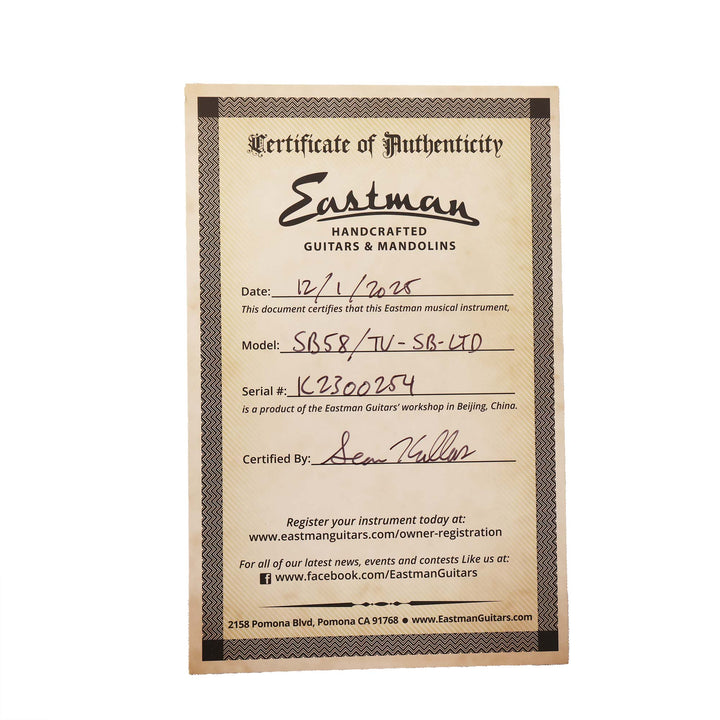 Certificate of Authenticity
Eastman
HANDCRAFTED
GUITARS & MANDOLINS
Date: 12/1/2025
This document certifies that this Eastman musical instrument,
Model: SB58/TV-SB-LTD
Serial #: K2300254
is a product of the Eastman Guitars' workshop in Beijing, China.
Certified By: Sean
Register your instrument today at:
www.eastmanguitars.com/owner-registration
For all of our latest news, events and contests Like us at:
www.facebook.com/EastmanGuitars
2158 Pomona Blvd, Pomona CA 91768 ● www.EastmanGuitars.com